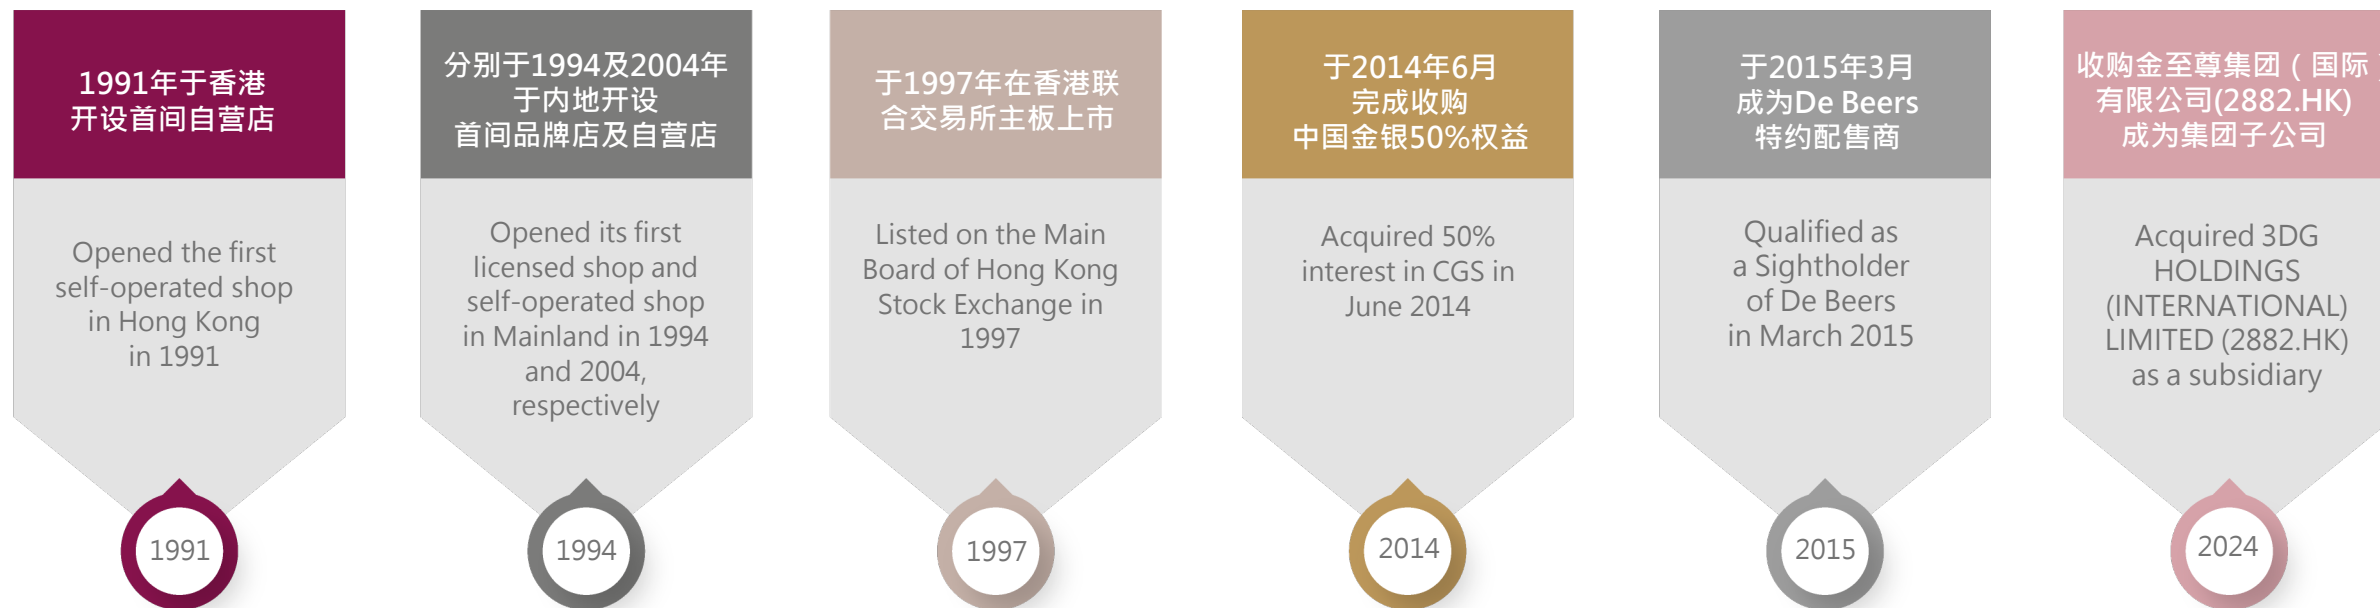 1991年于香港
开设首间自营店
Opened the first
self-operated shop
in Hong Kong
in 1991
1991
分别于1994及2004年
于内地开设
首间品牌店及自营店
Opened its first
licensed shop and
self-operated shop
in Mainland in 1994
and 2004,
respectively
1994
于1997年在香港联
合交易所主板上市
Listed on the Main
Board of Hong Kong
Stock Exchange in
1997
1997
于2014年6月
完成收购
中国金银50%权益
Acquired 50%
interest in CGS in
June 2014
2014
于2015年3月
成为De Beers
特约配售商
Qualified as
a Sightholder
of De Beers
in March 2015
2015
收购金至尊集团（国际）
有限公司(2882.HK)
成为集团子公司
Acquired 3DG
HOLDINGS
(INTERNATIONAL)
LIMITED (2882.HK)
as a subsidiary
2024